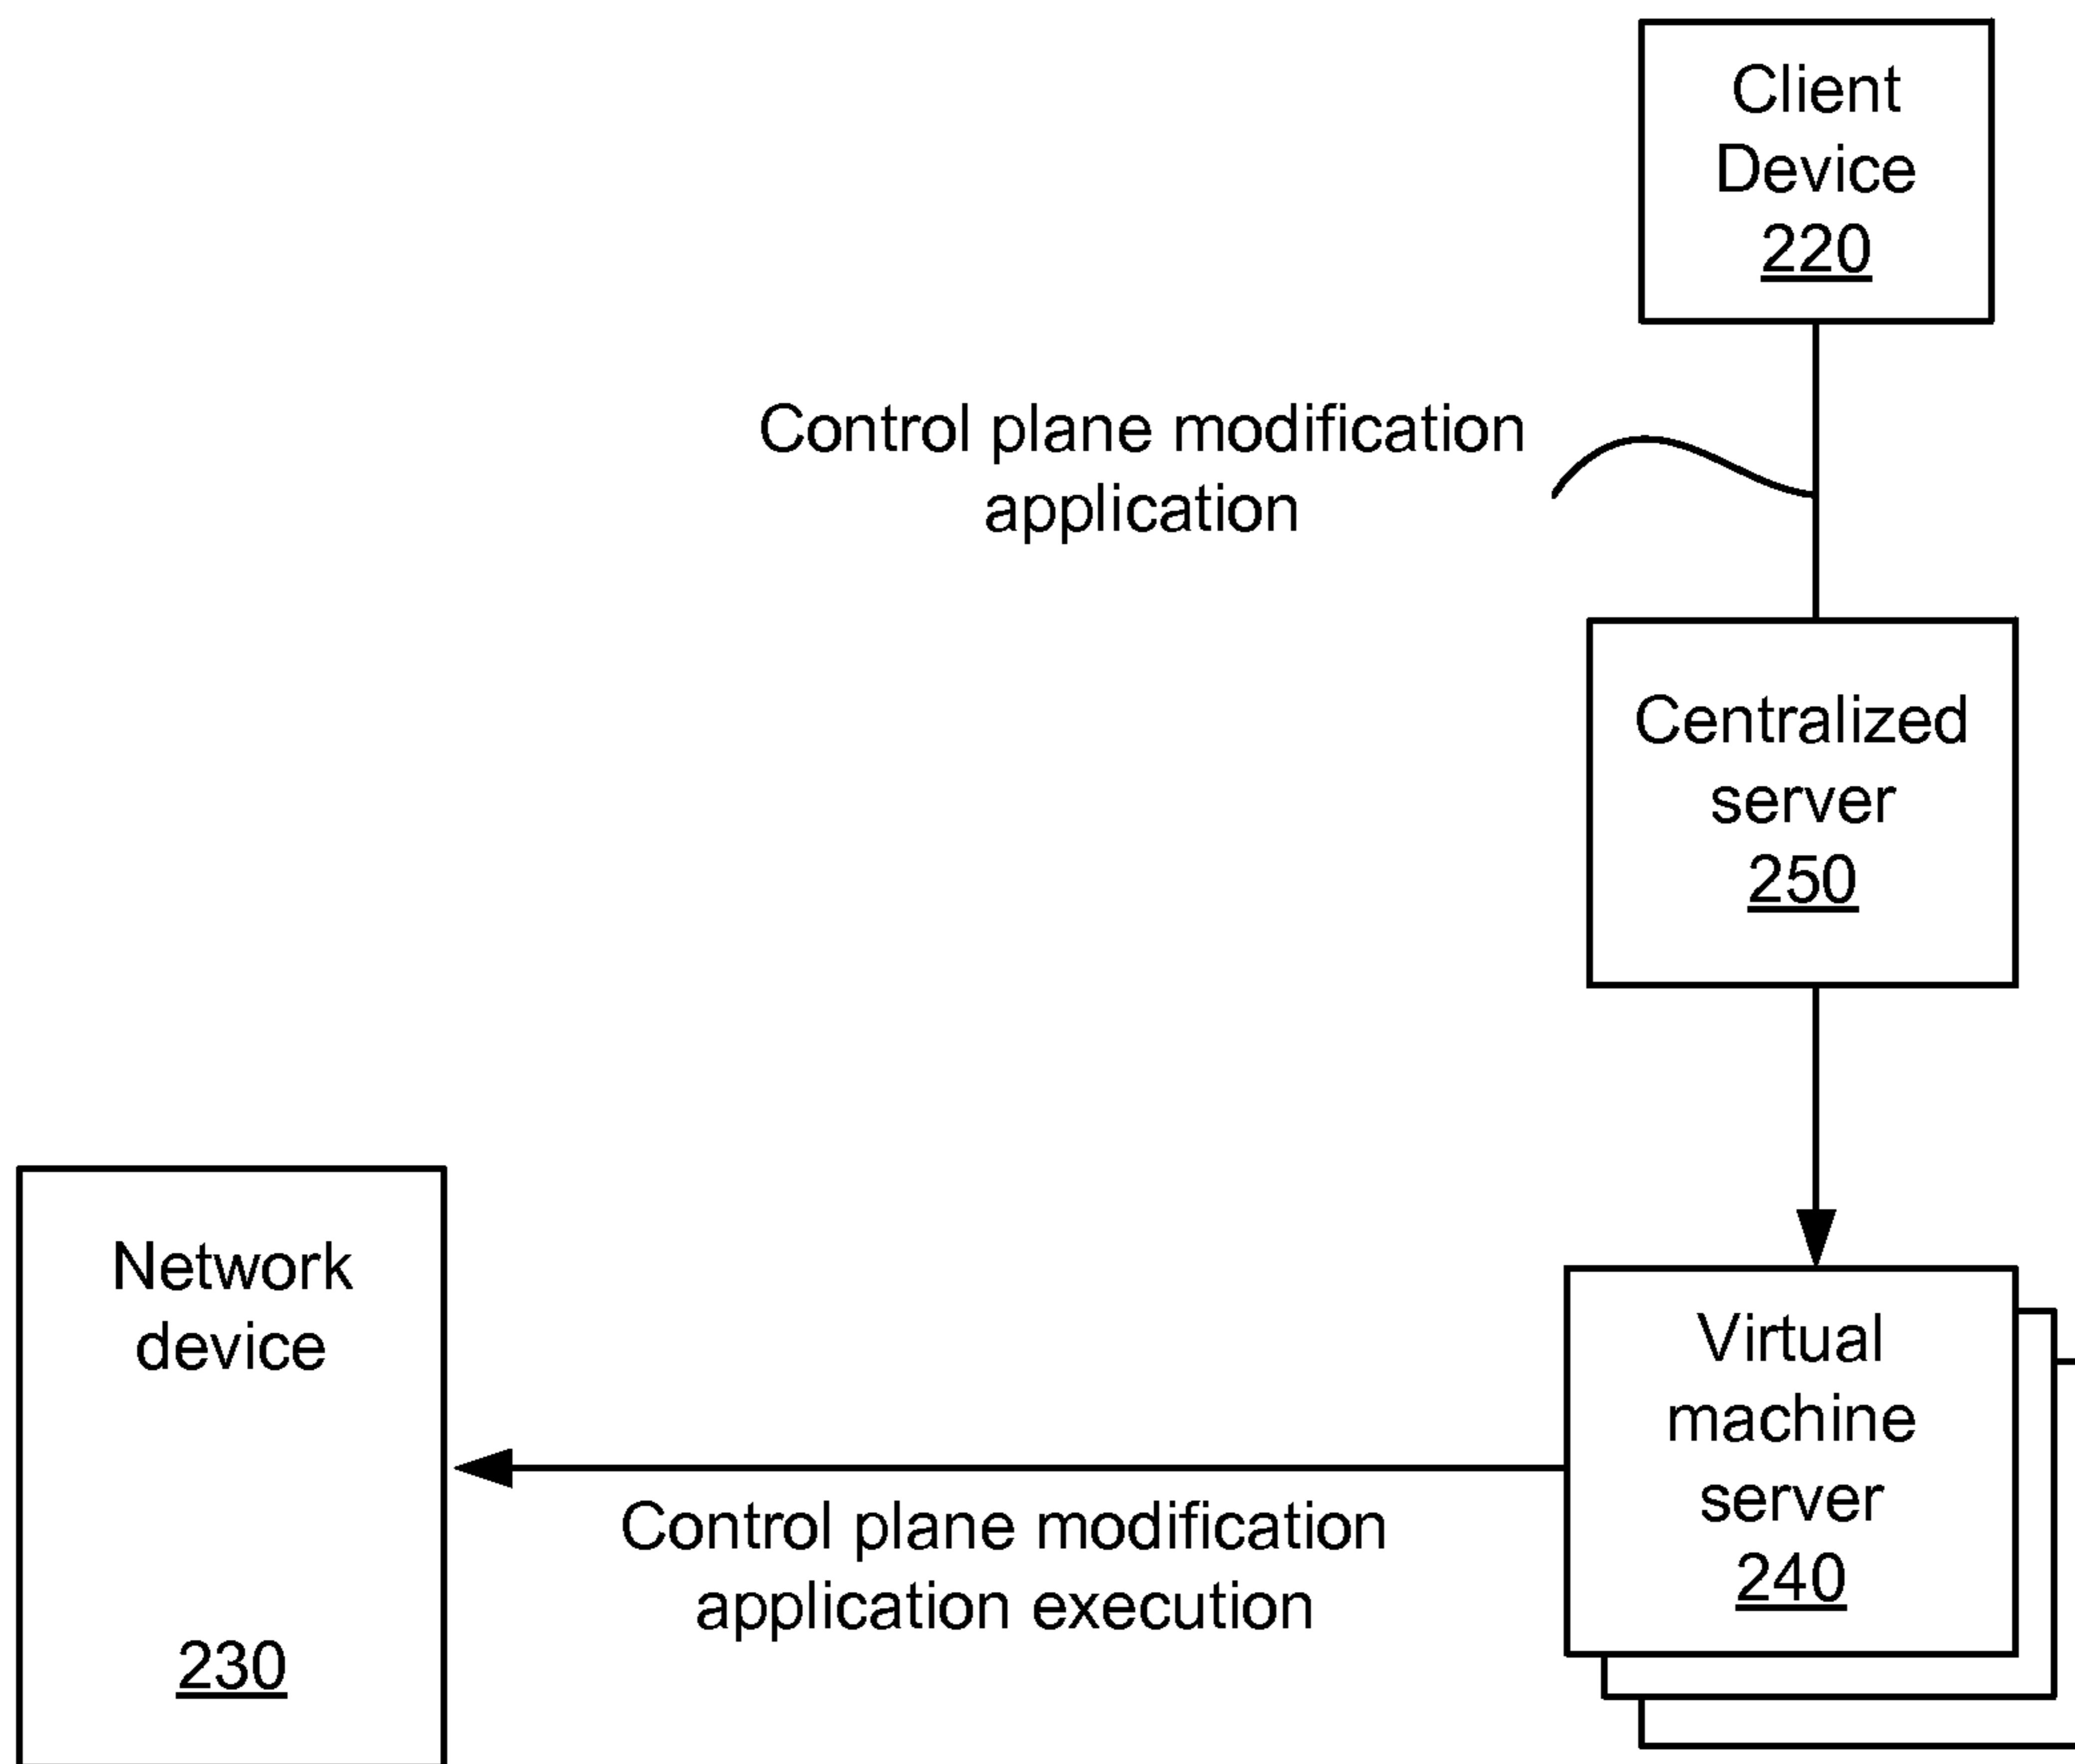 Client
Device
220
Control plane modification
application
Centralized
server
250
Network
device
230
Virtual
machine
server
240
Control plane modification
application execution